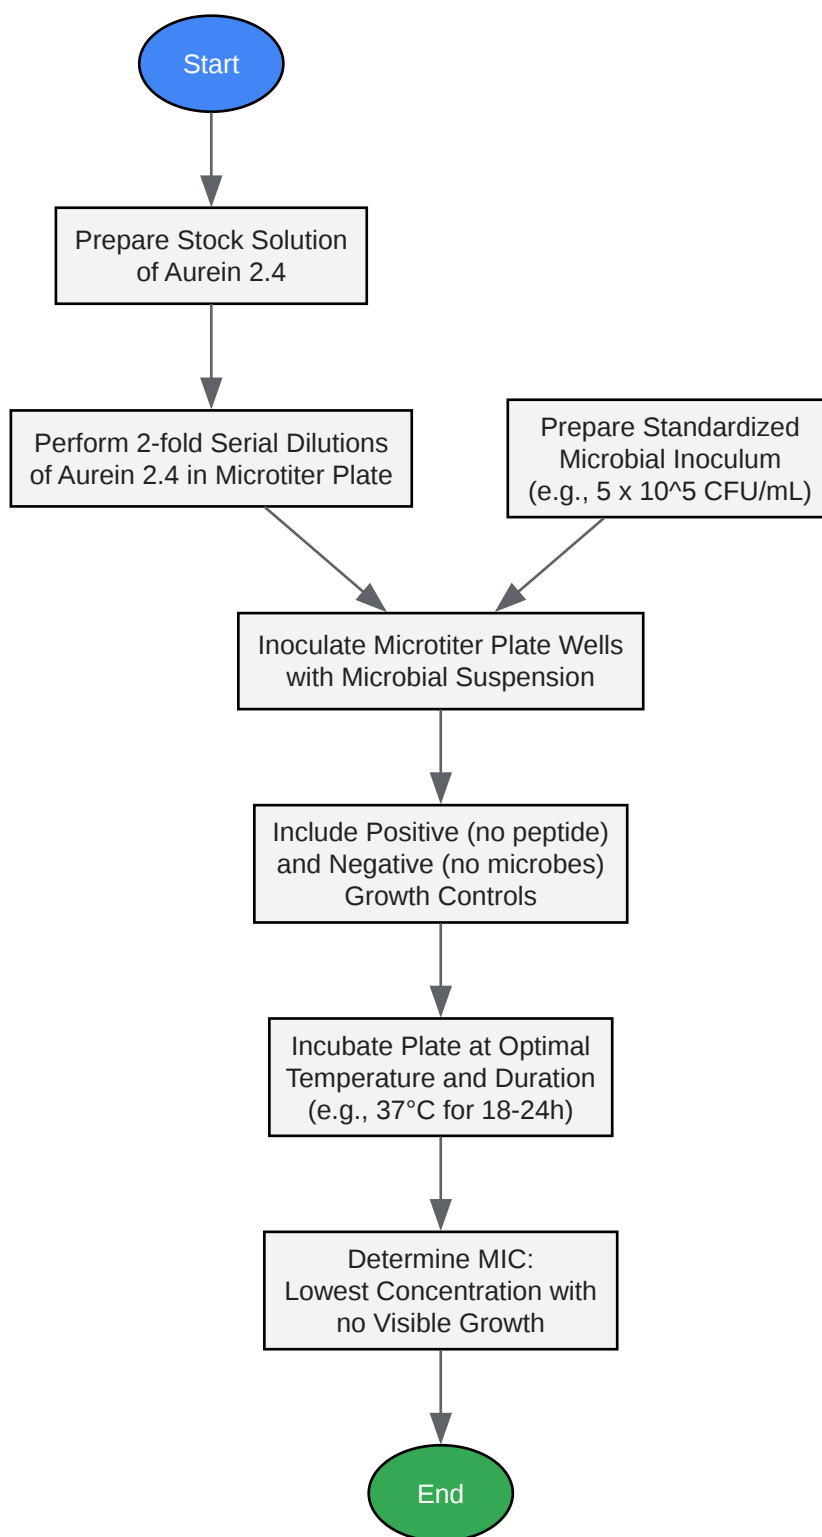 Start
Prepare Stock Solution
of Aurein 2.4
Perform 2-fold Serial Dilutions
of Aurein 2.4 in Microtiter Plate
Prepare Standardized
Microbial Inoculum
(e.g., 5 x 10^5 CFU/mL)
Inoculate Microtiter Plate Wells
with Microbial Suspension
Include Positive (no peptide)
and Negative (no microbes)
Growth Controls
Incubate Plate at Optimal
Temperature and Duration
(e.g., 37°C for 18-24h)
Determine MIC:
Lowest Concentration with
no Visible Growth
End